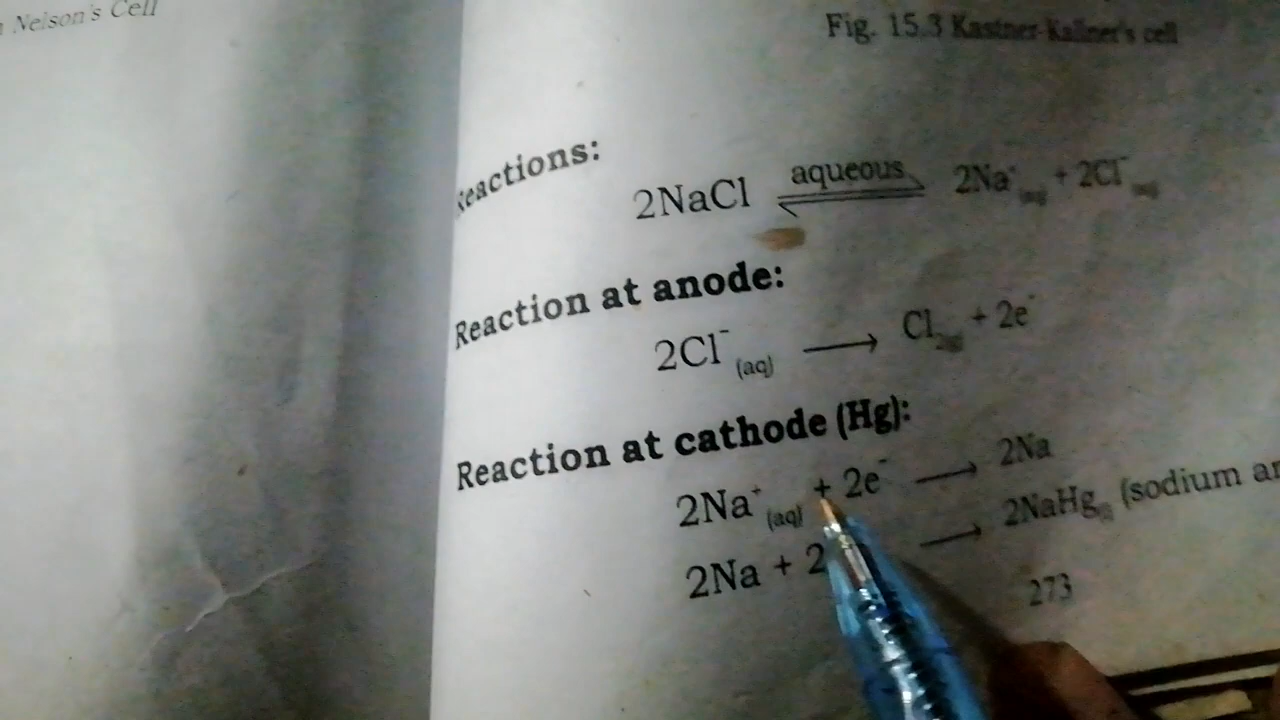 Nelson's Cell
Fig. 15.3 Kastner-Kallner's cell
Reactions:
2NaCl ⇌ aqueous 2Na⁺(aq) + 2Cl⁻(aq)
Reaction at anode:
2Cl⁻(aq) ⟶ Cl₂(g) + 2e⁻
Reaction at cathode (Hg):
2Na⁺(aq) + 2e⁻ ⟶ 2Na
2Na + 2 ⟶ 2NaHg (sodium
273